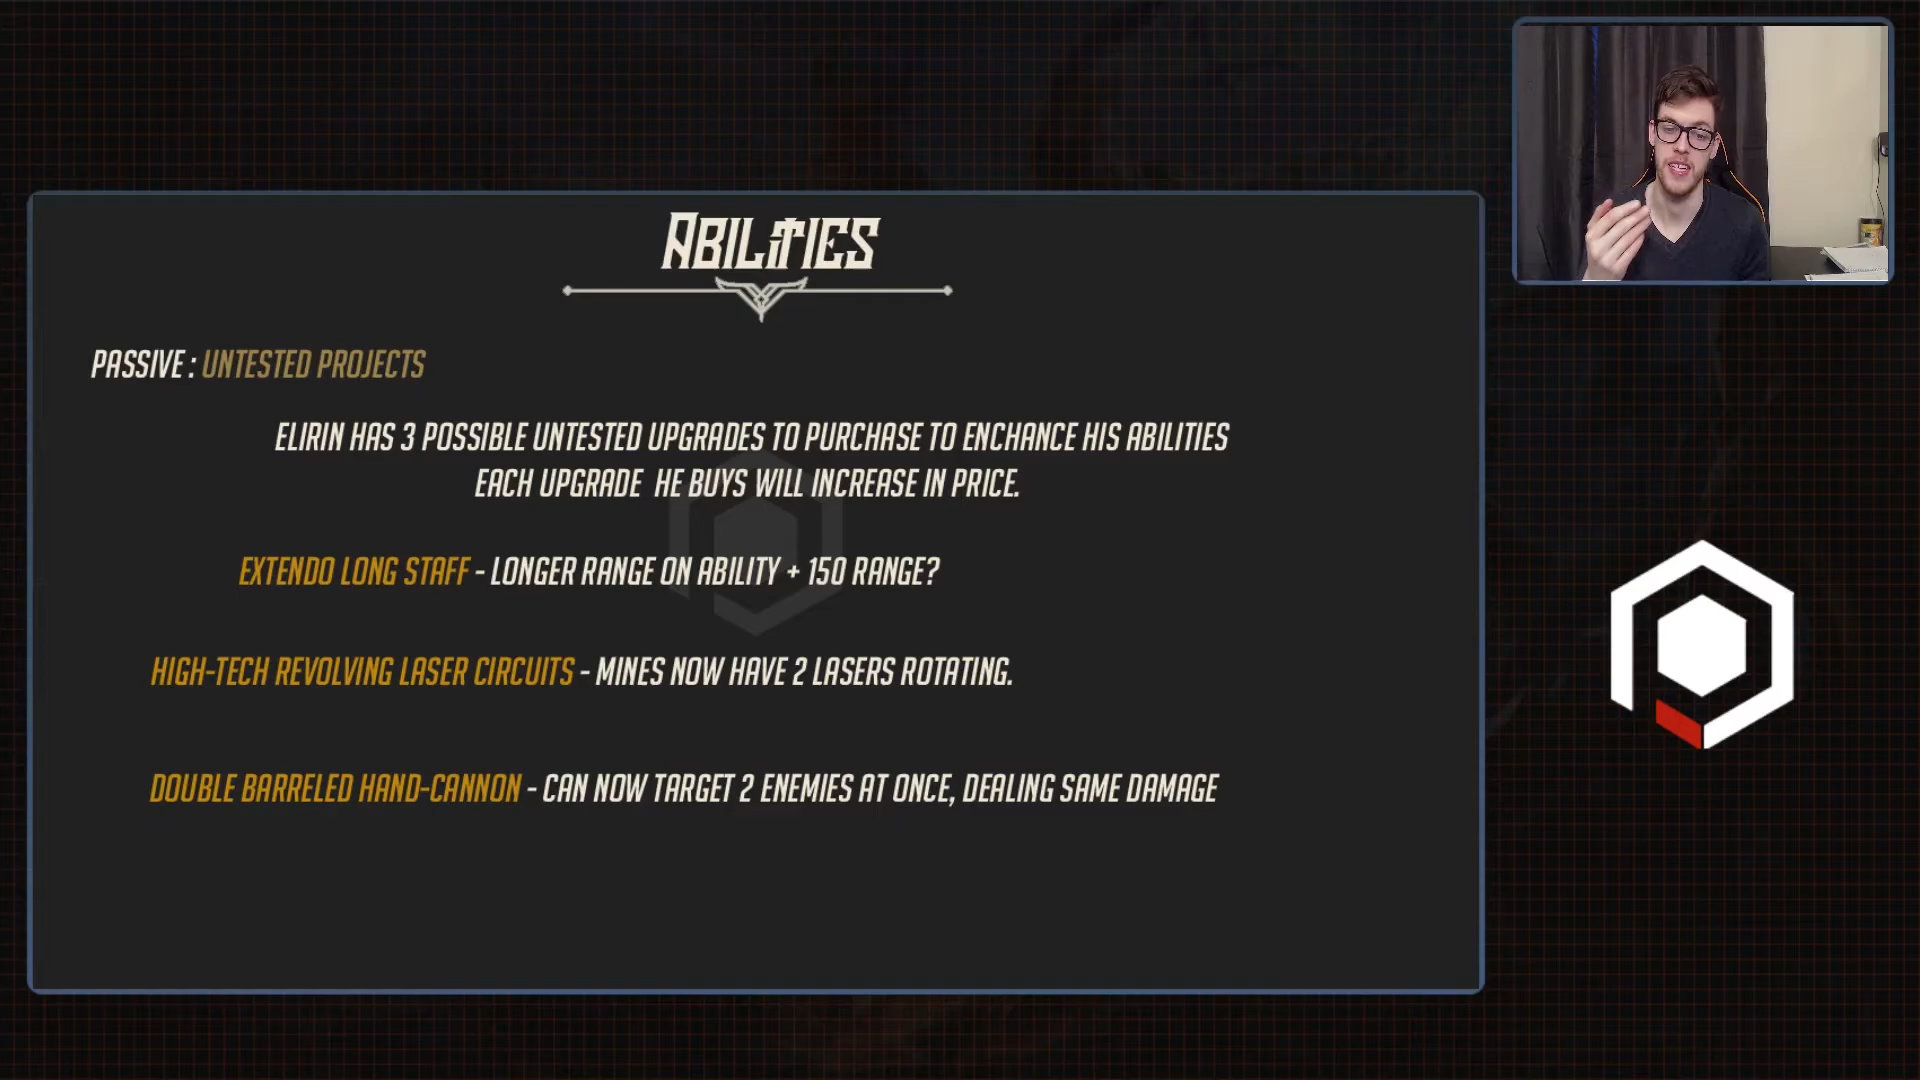 ABILITIES
PASSIVE : UNTESTED PROJECTS
ELIRIN HAS 3 POSSIBLE UNTESTED UPGRADES TO PURCHASE TO ENCHANCE HIS ABILITIES
EACH UPGRADE HE BUYS WILL INCREASE IN PRICE.
EXTENDO LONG STAFF - LONGER RANGE ON ABILITY + 150 RANGE?
HIGH-TECH REVOLVING LASER CIRCUITS - MINES NOW HAVE 2 LASERS ROTATING.
DOUBLE BARRELED HAND-CANNON - CAN NOW TARGET 2 ENEMIES AT ONCE, DEALING SAME DAMAGE